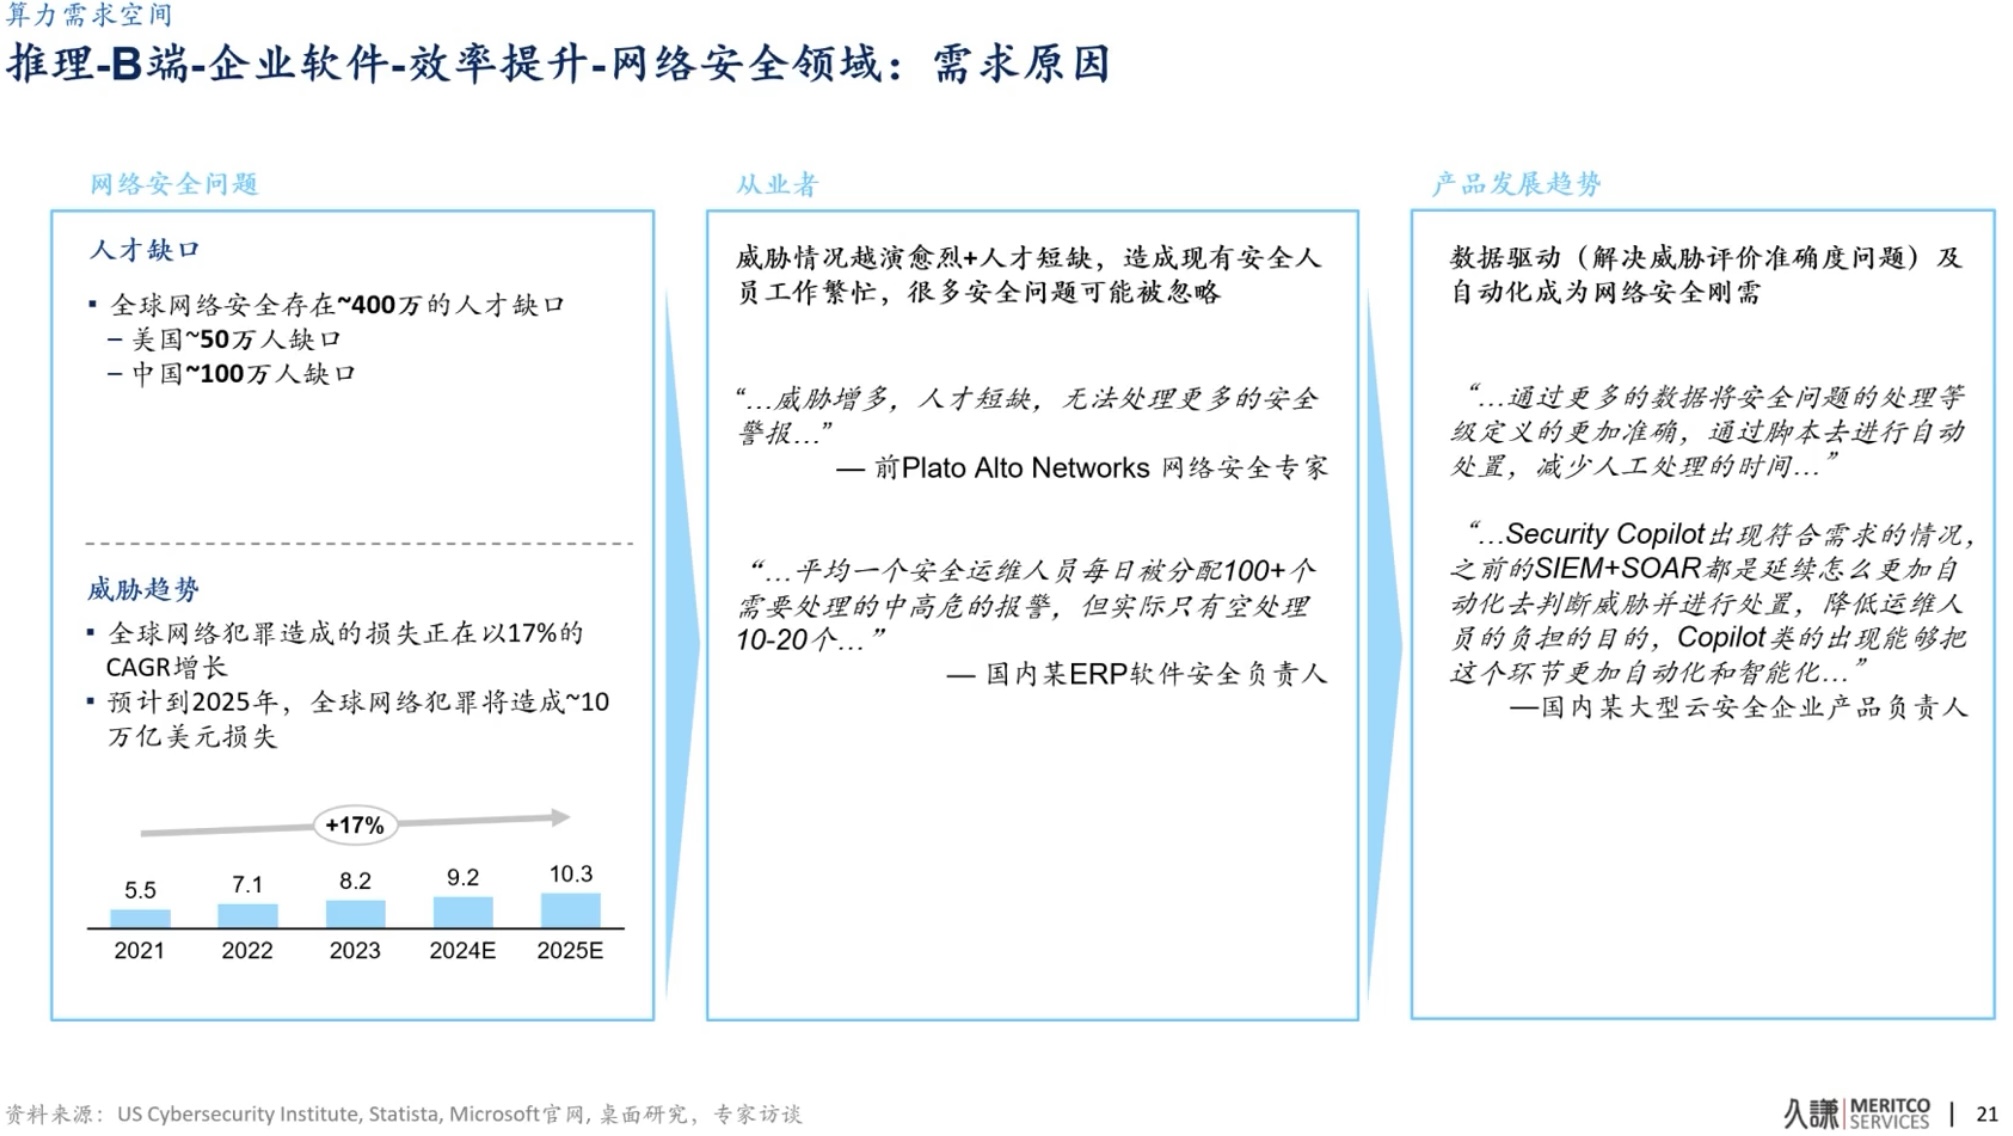 算力需求空间
推理-B端-企业软件-效率提升-网络安全领域：需求原因
网络安全问题
人才缺口
▪ 全球网络安全存在~400万的人才缺口
– 美国~50万人缺口
– 中国~100万人缺口
威胁趋势
▪ 全球网络犯罪造成的损失正在以17%的
CAGR增长
▪ 预计到2025年，全球网络犯罪将造成~10
万亿美元损失
+17%
5.5 7.1 8.2 9.2 10.3
2021 2022 2023 2024E 2025E
从业者
威胁情况越演愈烈+人才短缺，造成现有安全人
员工作繁忙，很多安全问题可能被忽略
“…威胁增多，人才短缺，无法处理更多的安全
警报…”
— 前Plato Alto Networks 网络安全专家
“…平均一个安全运维人员每日被分配100+个
需要处理的中高危的报警，但实际只有空处理
10-20个…”
— 国内某ERP软件安全负责人
产品发展趋势
数据驱动（解决威胁评价准确度问题）及
自动化成为网络安全刚需
“…通过更多的数据将安全问题的处理等
级定义的更加准确，通过脚本去进行自动
处置，减少人工处理的时间…”
“…Security Copilot出现符合需求的情况，
之前的SIEM+SOAR都是延续怎么更加自
动化去判断威胁并进行处置，降低运维人
员的负担的目的，Copilot类的出现能够把
这个环节更加自动化和智能化…”
—国内某大型云安全企业产品负责人
资料来源：US Cybersecurity Institute, Statista, Microsoft官网, 桌面研究，专家访谈
久謙 MERITCO
SERVICES
21